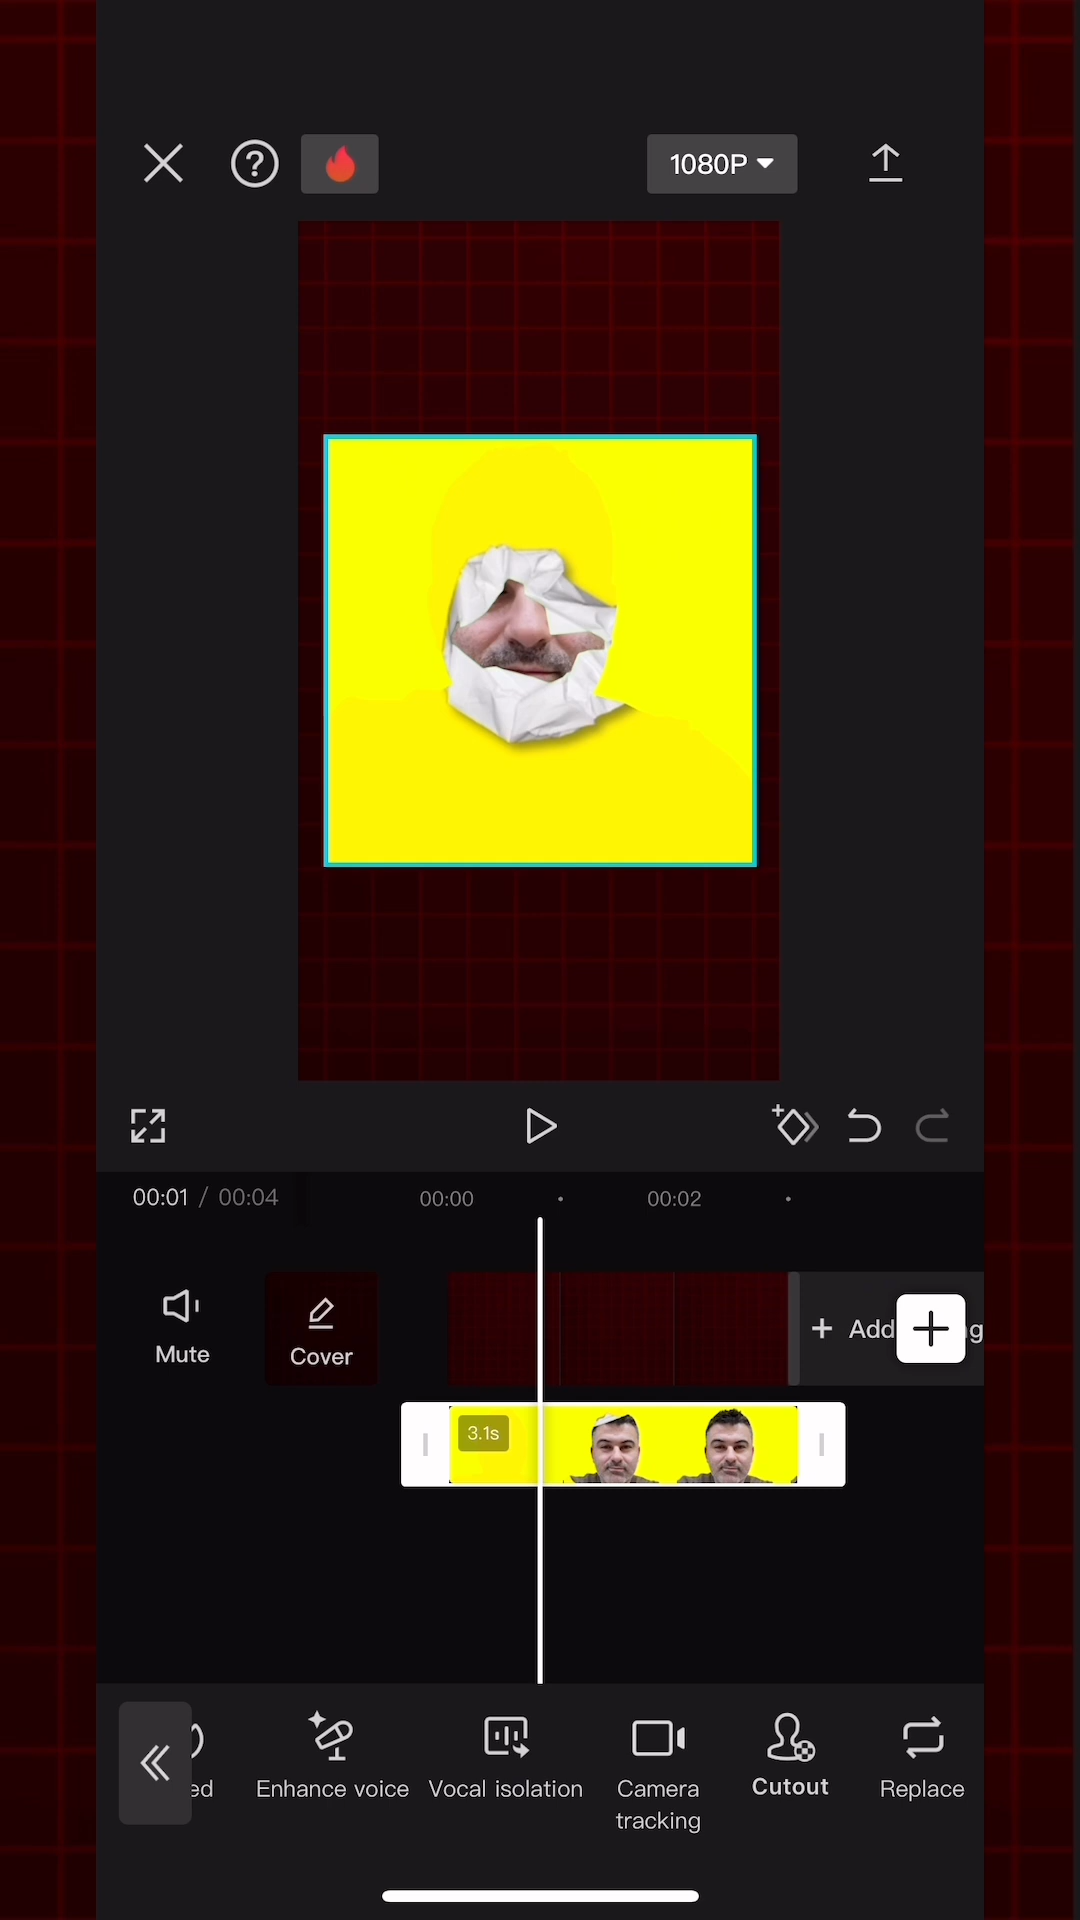 ?
1080P
00:01 / 00:04
00:00
00:02
Mute
Cover
+ Add
g
3.1s
ed
Enhance voice
Vocal isolation
Camera
tracking
Cutout
Replace